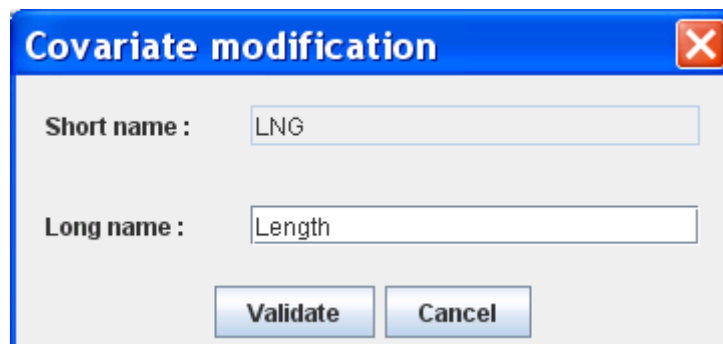 Covariate modification
Short name : LNG
Long name : Length
Validate Cancel